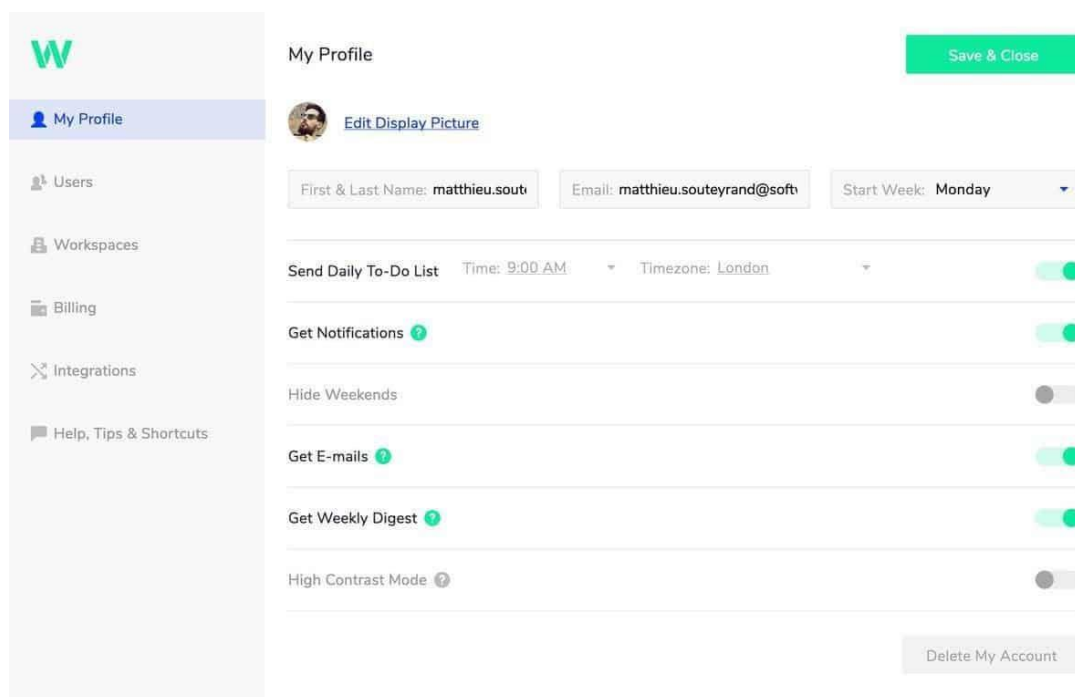 W
My Profile
Save & Close
My Profile
Edit Display Picture
Users
First & Last Name: matthieu.sout
Email: matthieu.souteyrand@soft
Start Week: Monday
Workspaces
Send Daily To-Do List Time: 9:00 AM Timezone: London
Billing
Get Notifications ?
Integrations
Hide Weekends
Help, Tips & Shortcuts
Get E-mails ?
Get Weekly Digest ?
High Contrast Mode ?
Delete My Account